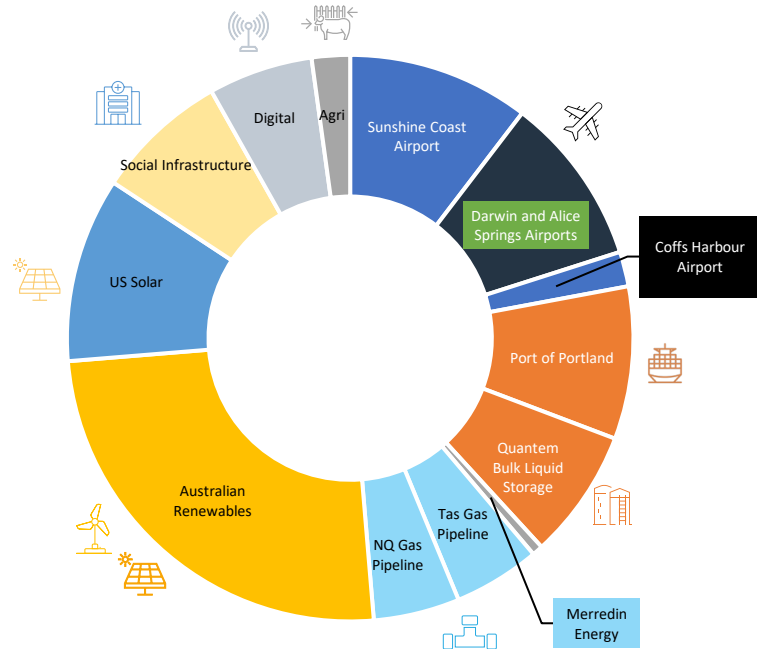 Agri
Digital
Sunshine Coast
Airport
Social Infrastructure
Darwin and Alice
Springs Airports
Coffs Harbour
Airport
US Solar
Port of Portland
Quantem
Bulk Liquid
Storage
Australian
Renewables
Tas Gas
Pipeline
NQ Gas
Pipeline
Merredin
Energy